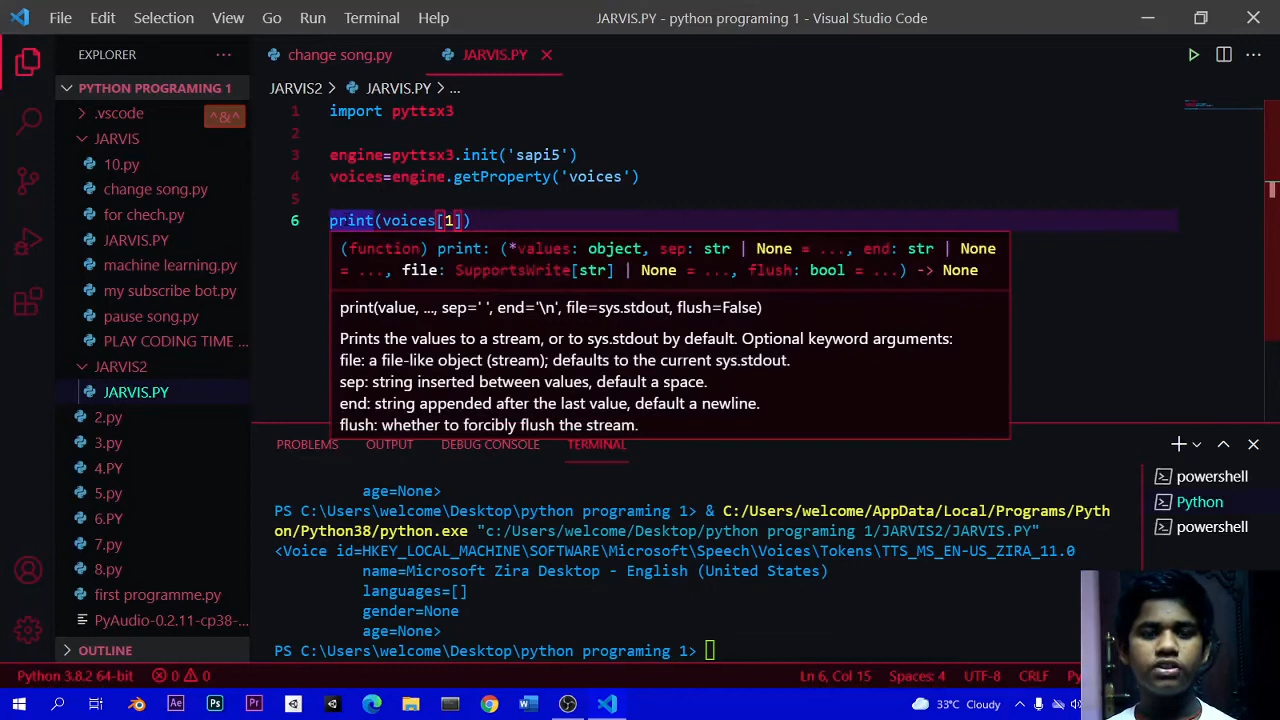 File Edit Selection View Go Run Terminal Help JARVIS.PY - python programing 1 - Visual Studio Code
EXPLORER
PYTHON PROGRAMING 1
.vscode
^&^
JARVIS
10.py
change song.py
for chech.py
JARVIS.PY
machine learning.py
my subscribe bot.py
pause song.py
PLAY CODING TIME ...
JARVIS2
JARVIS.PY
2.py
3.py
4.PY
5.py
6.PY
7.py
8.py
first programme.py
PyAudio-0.2.11-cp38-...
OUTLINE
change song.py JARVIS.PY
JARVIS2 > JARVIS.PY > ...
1 import pyttsx3
2
3 engine=pyttsx3.init('sapi5')
4 voices=engine.getProperty('voices')
5
6 print(voices[1])
(function) print: (*values: object, sep: str | None = ..., end: str | None
= ..., file: SupportsWrite[str] | None = ..., flush: bool = ...) -> None
print(value, ..., sep=' ', end='\n', file=sys.stdout, flush=False)
Prints the values to a stream, or to sys.stdout by default. Optional keyword arguments:
file: a file-like object (stream); defaults to the current sys.stdout.
sep: string inserted between values, default a space.
end: string appended after the last value, default a newline.
flush: whether to forcibly flush the stream.
PROBLEMS OUTPUT DEBUG CONSOLE TERMINAL
age=None>
PS C:\Users\welcome\Desktop\python programing 1> & C:/Users/welcome/AppData/Local/Programs/Pyth
on/Python38/python.exe "c:/Users/welcome/Desktop/python programing 1/JARVIS2/JARVIS.PY"
<Voice id=HKEY_LOCAL_MACHINE\SOFTWARE\Microsoft\Speech\Voices\Tokens\TTS_MS_EN-US_ZIRA_11.0
name=Microsoft Zira Desktop - English (United States)
languages=[]
gender=None
age=None>
PS C:\Users\welcome\Desktop\python programing 1>
powershell
Python
powershell
Python 3.8.2 64-bit 0 0 Ln 6, Col 15 Spaces: 4 UTF-8 CRLF Py
Ae Ps Pr 33°C Cloudy